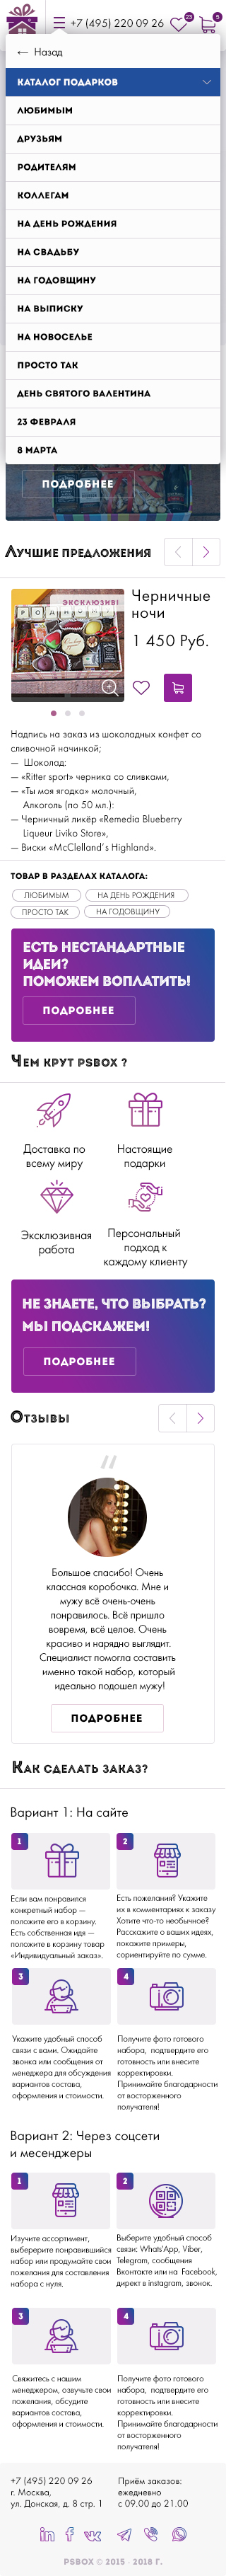 PSBOX
+7 (495) 220 09 26
23
5
← Назад
КАТАЛОГ ПОДАРКОВ
ЛЮБИМЫМ
ДРУЗЬЯМ
РОДИТЕЛЯМ
КОЛЛЕГАМ
НА ДЕНЬ РОЖДЕНИЯ
НА СВАДЬБУ
НА ГОДОВЩИНУ
НА ВЫПИСКУ
НА НОВОСЕЛЬЕ
ПРОСТО ТАК
ДЕНЬ СВЯТОГО ВАЛЕНТИНА
23 ФЕВРАЛЯ
8 МАРТА
ПОДРОБНЕЕ
Лучшие предложения
ЭКСКЛЮЗИВ!
Черничные
ночи
1 450 Руб.
Надпись на заказ из шоколадных конфет со
сливочной начинкой;
— Шоколад:
— «Ritter sport» черника со сливками,
— «Ты моя ягодка» молочный,
Алкоголь (по 50 мл.):
— Черничный ликёр «Remedia Blueberry
Liqueur Liviko Store»,
— Виски «McClelland's Highland».
ТОВАР В РАЗДЕЛАХ КАТАЛОГА:
ЛЮБИМЫМ
НА ДЕНЬ РОЖДЕНИЯ
ПРОСТО ТАК
НА ГОДОВЩИНУ
ЕСТЬ НЕСТАНДАРТНЫЕ
ИДЕИ?
ПОМОЖЕМ ВОПЛОТИТЬ!
ПОДРОБНЕЕ
Чем крут PSBOX ?
Доставка по
всему миру
Настоящие
подарки
Эксклюзивная
работа
Персональный
подход к
каждому клиенту
НЕ ЗНАЕТЕ, ЧТО ВЫБРАТЬ?
МЫ ПОДСКАЖЕМ!
ПОДРОБНЕЕ
Отзывы
Большое спасибо! Очень
классная коробочка. Мне и
мужу всё очень-очень
понравилось. Всё пришло
вовремя, всё целое. Очень
красиво и нарядно выглядит.
Специалист помогла составить
именно такой набор, который
идеально подошел мужу!
ПОДРОБНЕЕ
Как сделать заказ?
Вариант 1: На сайте
1
Если вам понравился
конкретный набор —
положите его в корзину.
Есть собственная идя —
положите в корзину товар
«Индивидуальный заказ».
2
Есть пожелания? Укажите
их в комментариях к заказу
Хотите что-то необычное?
Расскажите о ваших идеях,
покажите примеры,
сориентируйте по сумме.
3
Укажите удобный способ
связи с вами. Ожидайте
звонка или сообщения от
менеджера для обсуждения
вариантов состава,
оформления и стоимости.
4
Получите фото готового
набора, подтвердите его
готовность или внесите
корректировки.
Принимайте благодарности
от восторженного
получателя!
Вариант 2: Через соцсети
и месенджеры
1
Изучите ассортимент,
выберерите понравившийся
набор или продумайте свои
пожелания для составления
набора с нуля.
2
Выберите удобный способ
связи: Whats'App, Viber,
Telegram, сообщения
Вконтакте или на Facebook,
директ в instagram, звонок.
3
Свяжитесь с нашим
менеджером, озвучьте свои
пожелания, обсудите
вариантов состава,
оформления и стоимости.
4
Получите фото готового
набора, подтвердите его
готовность или внесите
корректировки.
Принимайте благодарности
от восторженного
получателя!
+7 (495) 220 09 26
г. Москва,
ул. Донская, д. 8 стр. 1
Приём заказов:
ежедневно
с 09.00 до 21.00
PSBOX © 2015 - 2018 Г.